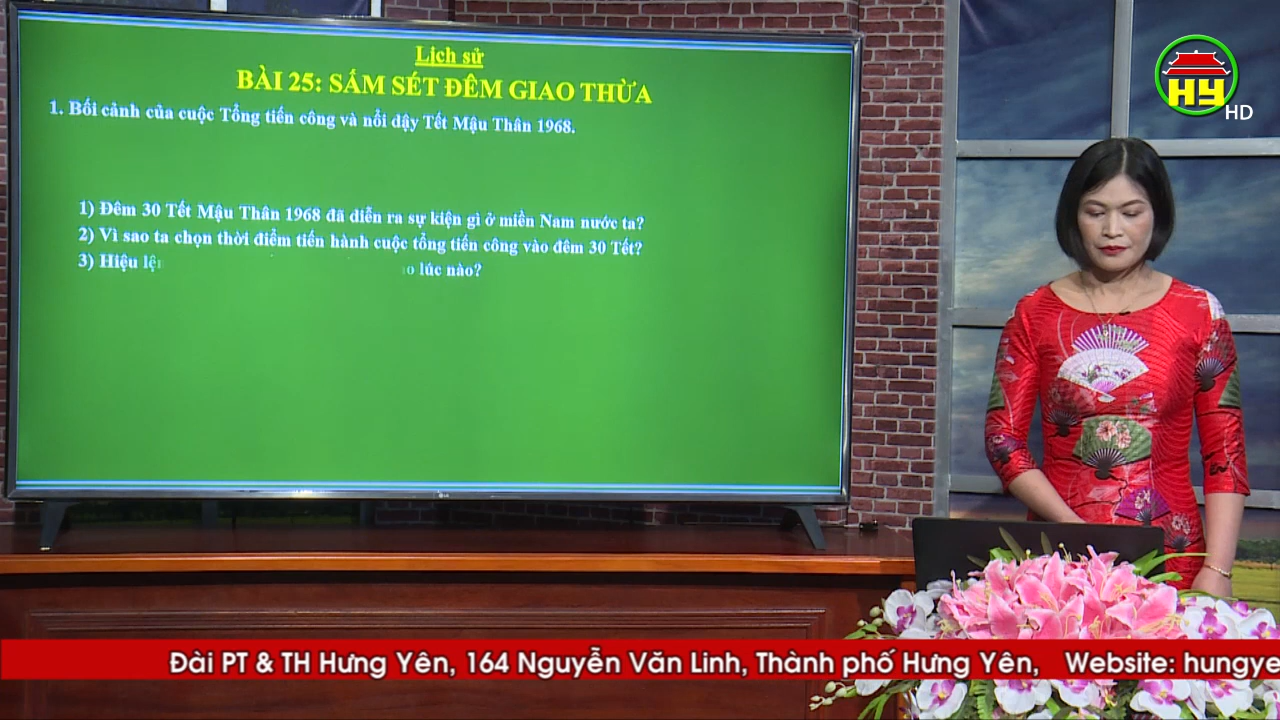 Lịch sử
BÀI 25: SẤM SÉT ĐÊM GIAO THỪA
1. Bối cảnh của cuộc Tổng tiến công và nổi dậy Tết Mậu Thân 1968.
1) Đêm 30 Tết Mậu Thân 1968 đã diễn ra sự kiện gì ở miền Nam nước ta?
2) Vì sao ta chọn thời điểm tiến hành cuộc tổng tiến công vào đêm 30 Tết?
3) Hiệu lệ lúc nào?
HY HD
LG
Đài PT & TH Hưng Yên, 164 Nguyễn Văn Linh, Thành phố Hưng Yên, Website: hungye